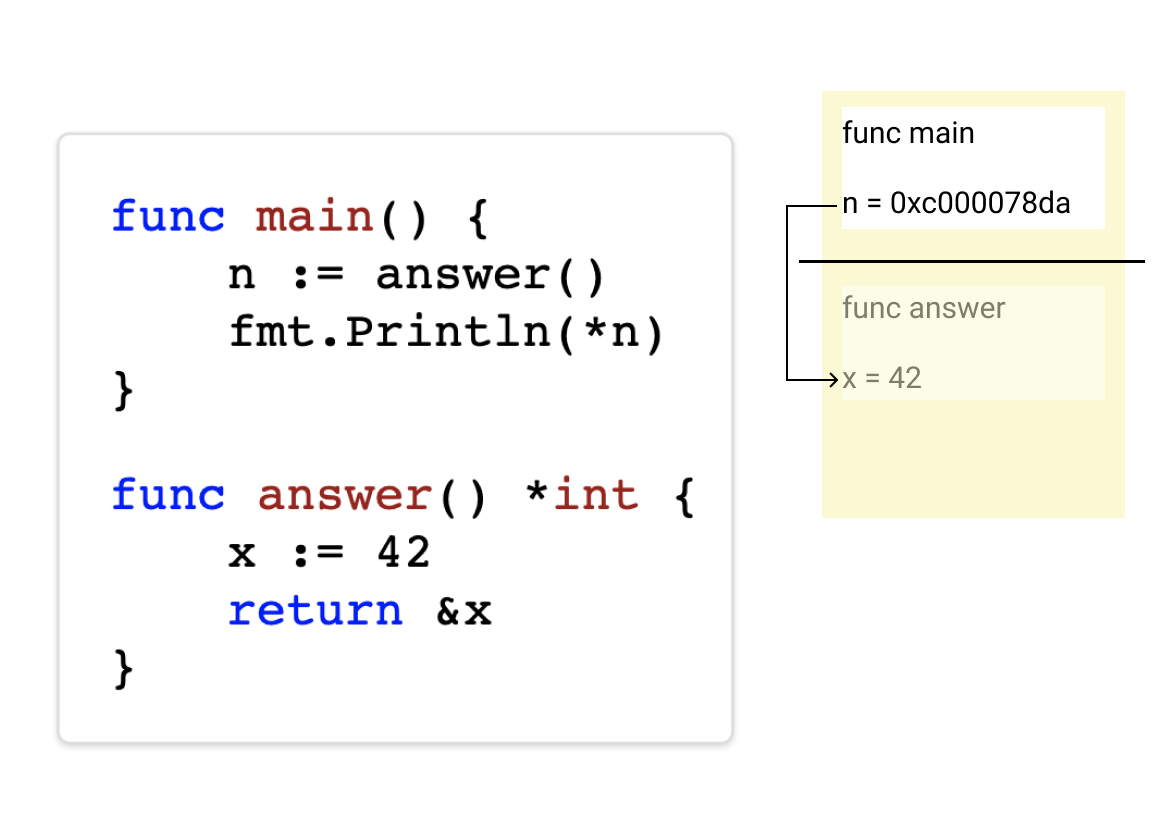 func main() {
    n := answer()
    fmt.Println(*n)
}

func answer() *int {
    x := 42
    return &x
}
func main
n = 0xc000078da
func answer
x = 42